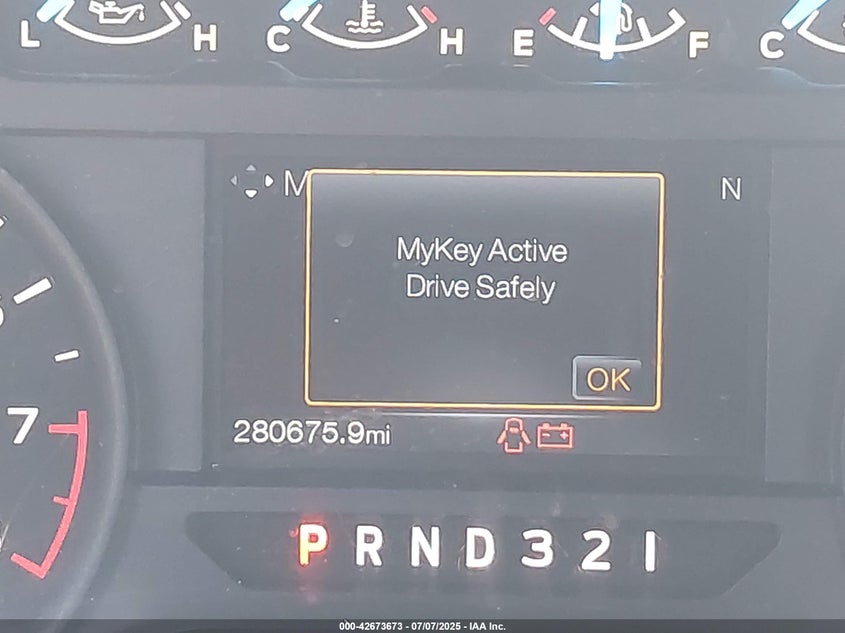 L H C H E F C
M N
MyKey Active
Drive Safely
OK
280675.9mi
7
P R N D 3 2 1
000-42673673 - 07/07/2025 - IAA Inc.